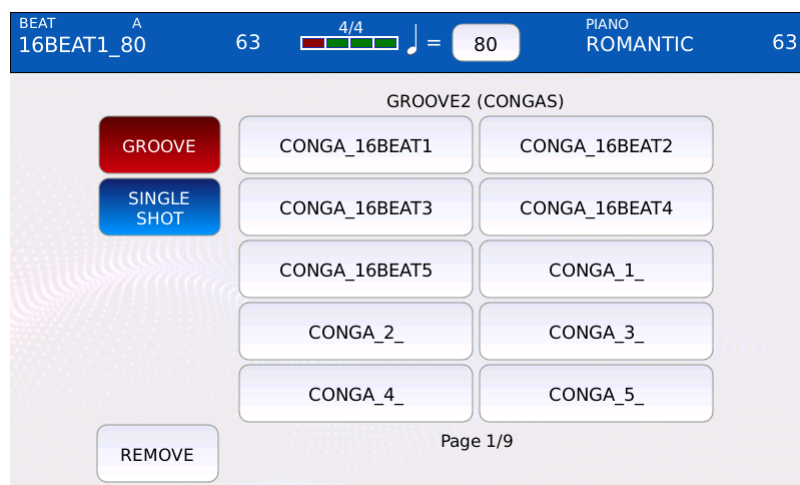 BEAT A
16BEAT1_80 63 4/4 = 80 PIANO
ROMANTIC 63
GROOVE2 (CONGAS)
GROOVE CONGA_16BEAT1 CONGA_16BEAT2
SINGLE
SHOT
CONGA_16BEAT3 CONGA_16BEAT4
CONGA_16BEAT5 CONGA_1_
CONGA_2_ CONGA_3_
CONGA_4_ CONGA_5_
REMOVE
Page 1/9